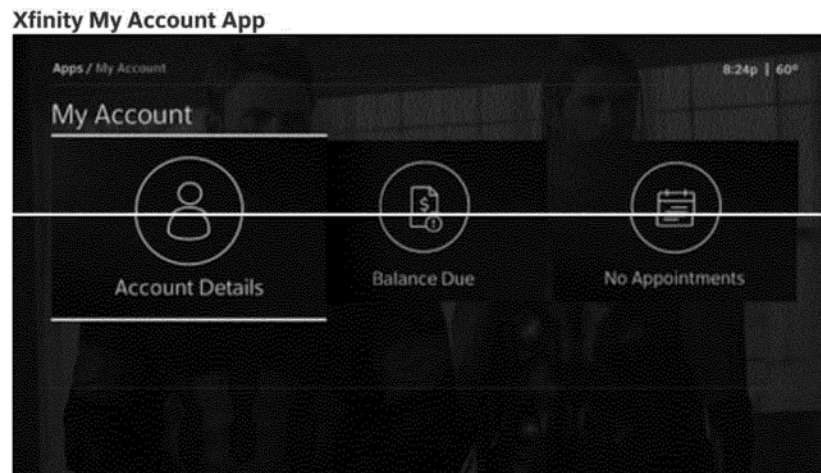 Xfinity My Account App
Apps / My Account
8:24p | 60°
My Account
$
!
Account Details
Balance Due
No Appointments